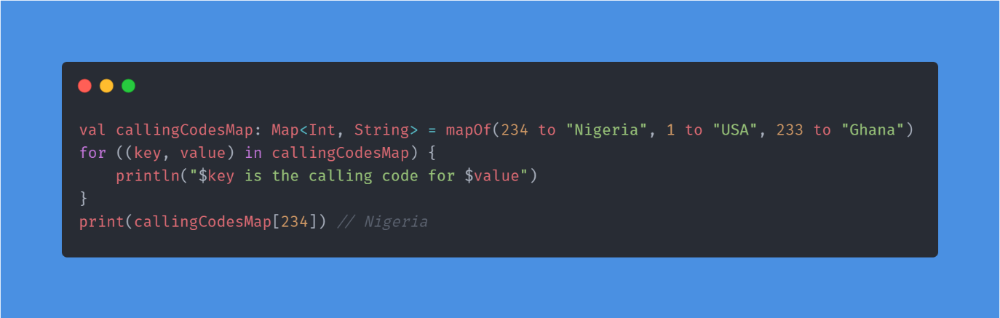 val callingCodesMap: Map<Int, String> = mapOf(234 to "Nigeria", 1 to "USA", 233 to "Ghana")
for ((key, value) in callingCodesMap) {
    println("$key is the calling code for $value")
}
print(callingCodesMap[234]) // Nigeria